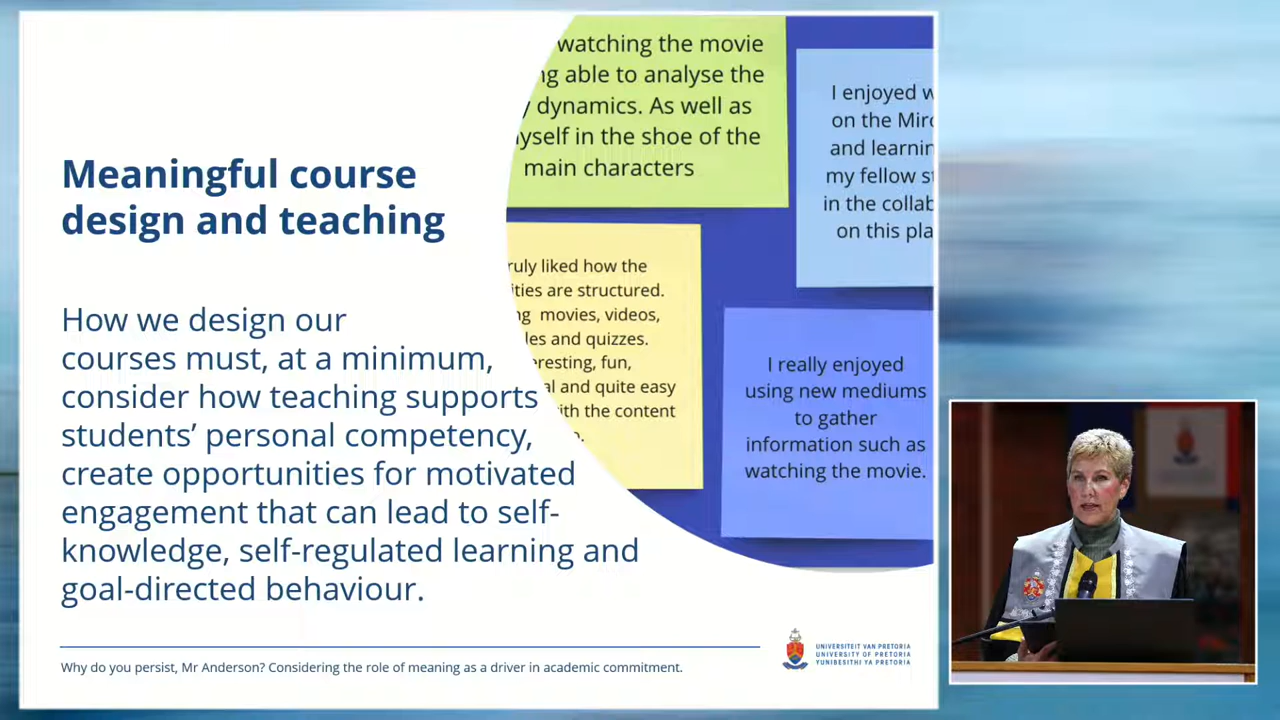 Meaningful course
design and teaching
How we design our
courses must, at a minimum,
consider how teaching supports
students’ personal competency,
create opportunities for motivated
engagement that can lead to self-
knowledge, self-regulated learning and
goal-directed behaviour.
watching the movie
able to analyse the
dynamics. As well as
in the shoe of the
main characters
I enjoyed
on the
and
my fellow
in the
on this
liked how the
are structured.
movies, videos,
and quizzes.
fun,
and quite easy
the content
I really enjoyed
using new mediums
to gather
information such as
watching the movie.
Why do you persist, Mr Anderson? Considering the role of meaning as a driver in academic commitment.
UNIVERSITEIT VAN PRETORIA
UNIVERSITY OF PRETORIA
YUNIBESITHI YA PRETORIA